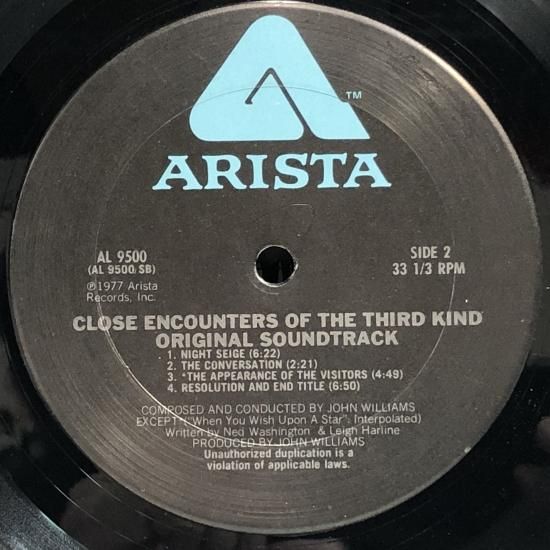 TM
ARISTA
AL 9500
(AL 9500 SB)
℗1977 Arista
Records, Inc.
SIDE 2
33 1/3 RPM
CLOSE ENCOUNTERS OF THE THIRD KIND
ORIGINAL SOUNDTRACK
1. NIGHT SEIGE (6:22)
2. THE CONVERSATION (2:21)
3. *THE APPEARANCE OF THE VISITORS (4:49)
4. RESOLUTION AND END TITLE (6:50)
COMPOSED AND CONDUCTED BY JOHN WILLIAMS
EXCEPT: "When You Wish Upon A Star": Interpolated)
Written by Ned Washington & Leigh Harline
PRODUCED BY JOHN WILLIAMS
Unauthorized duplication is a
violation of applicable laws.